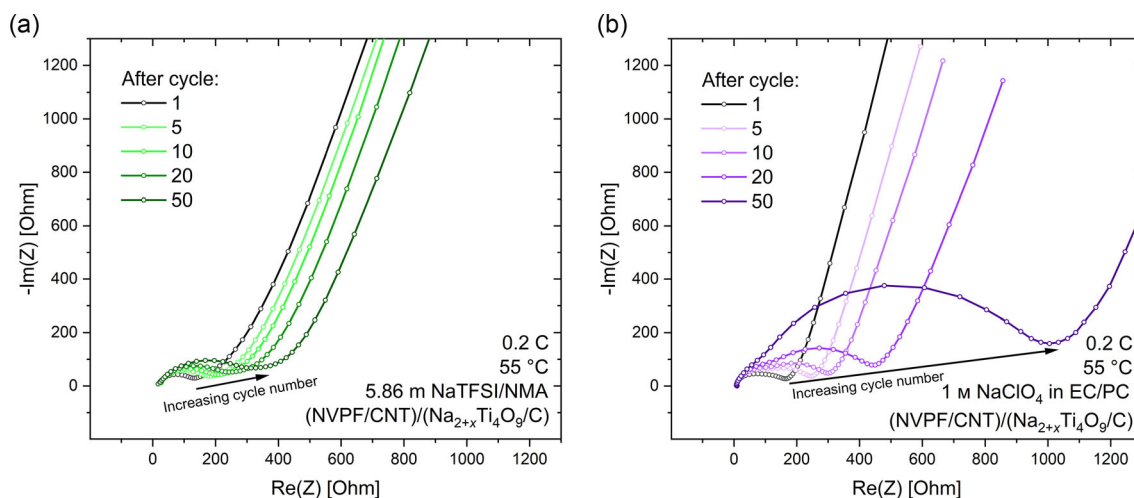 (a)
1200
1000
800
600
400
200
0
-Im(Z) [Ohm]
After cycle:
1
5
10
20
50
0.2 C
55 °C
Increasing cycle number
5.86 m NaTFSI/NMA
(NVPF/CNT)/(Na₂₊ₓTi₄O₉/C)
0 200 400 600 800 1000 1200
Re(Z) [Ohm]
(b)
1200
1000
800
600
400
200
0
-Im(Z) [Ohm]
After cycle:
1
5
10
20
50
0.2 C
55 °C
Increasing cycle number
1 ᴍ NaClO₄ in EC/PC
(NVPF/CNT)/(Na₂₊ₓTi₄O₉/C)
0 200 400 600 800 1000 1200
Re(Z) [Ohm]